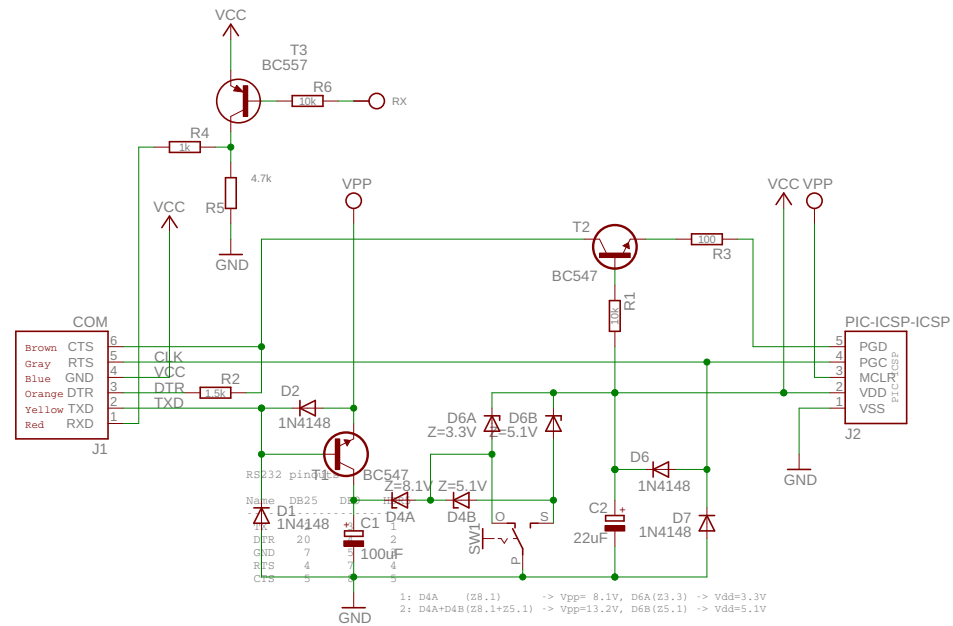 VCC
T3
BC557
R6
10k
RX
R4
1k
4.7k
R5
VCC
GND
VPP
VCC
VPP
T2
BC547
100
R3
R1
10k
COM
Brown CTS 6
Gray RTS 5
Blue GND 4
Orange DTR 3
Yellow TXD 2
Red RXD 1
J1
CLK
VCC
DTR
TXD
R2
1.5k
D2
1N4148
PIC-ICSP-ICSP
5 PGD
4 PGC
3 MCLR
2 VDD
1 VSS
J2
GND
D6A
Z=3.3V
D6B
Z=5.1V
T1
BC547
Z=8.1V
Z=5.1V
D4A
D4B
RS232 pinouts
Name DB25
DTR 20 2
GND 7
RTS 4 7 4
CTS 5 5
D1
1N4148
C1
100uF
O
S
SW1
P
D6
1N4148
C2
22uF
D7
1N4148
GND
1: D4A (Z8.1) -> Vpp= 8.1V, D6A(Z3.3) -> Vdd=3.3V
2: D4A+D4B(Z8.1+Z5.1) -> Vpp=13.2V, D6B(Z5.1) -> Vdd=5.1V